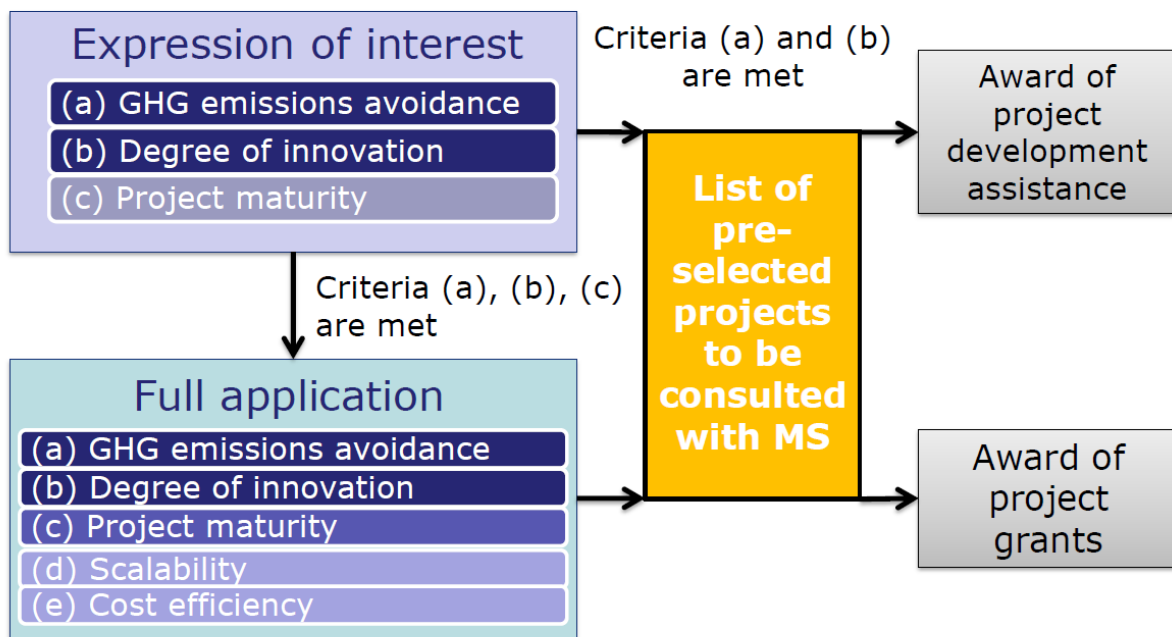 Expression of interest
(a) GHG emissions avoidance
(b) Degree of innovation
(c) Project maturity
Criteria (a) and (b)
are met
Award of
project
development
assistance
List of
pre-
selected
projects
to be
consulted
with MS
Criteria (a), (b), (c)
are met
Full application
(a) GHG emissions avoidance
(b) Degree of innovation
(c) Project maturity
(d) Scalability
(e) Cost efficiency
Award of
project
grants